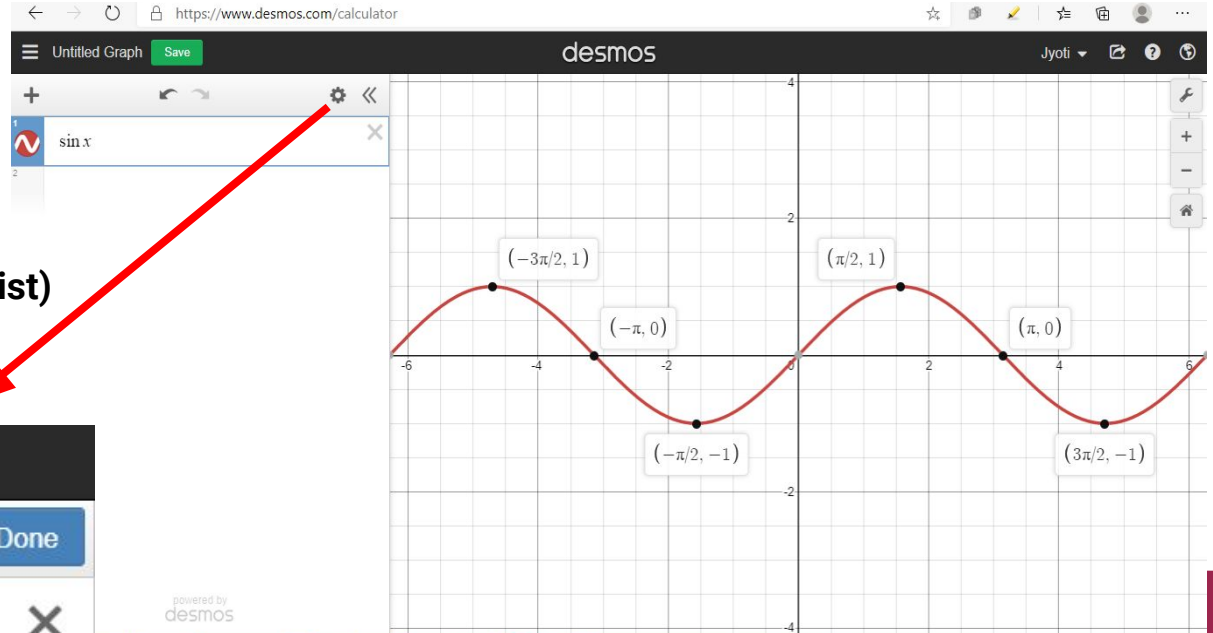 https://www.desmos.com/calculator
Untitled Graph Save desmos Jyoti
1
sin x
2
4
2
(−3π/2, 1)
(π/2, 1)
(−π, 0)
(π, 0)
-6 -4 -2 0 2 4 6
(−π/2, −1)
(3π/2, −1)
-2
-4
ist)
Done
powered by
desmos